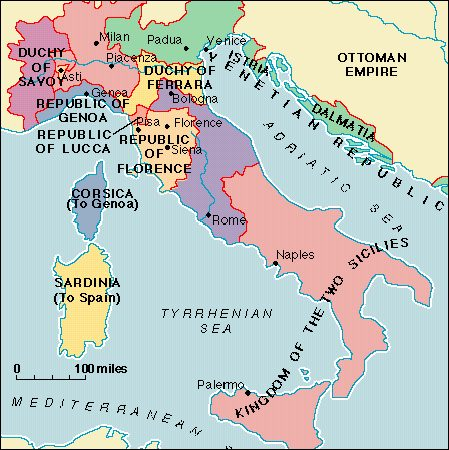 Milan
Padua
Venice
DUCHY
OF
SAVOY
Piacenza
Asti
DUCHY OF
FERRARA
ISTRIA
OTTOMAN
EMPIRE
Genoa
Bologna
REPUBLIC OF
GENOA
REPUBLIC
OF LUCCA
Pisa
Florence
REPUBLIC
OF
FLORENCE
Siena
DALMATIA
VENETIAN REPUBLIC
ADRIATIC SEA
CORSICA
(To Genoa)
Rome
Naples
SARDINIA
(To Spain)
TYRRHENIAN
SEA
KINGDOM OF THE TWO SICILIES
0 100 miles
Palermo
MEDITERRANEAN SEA